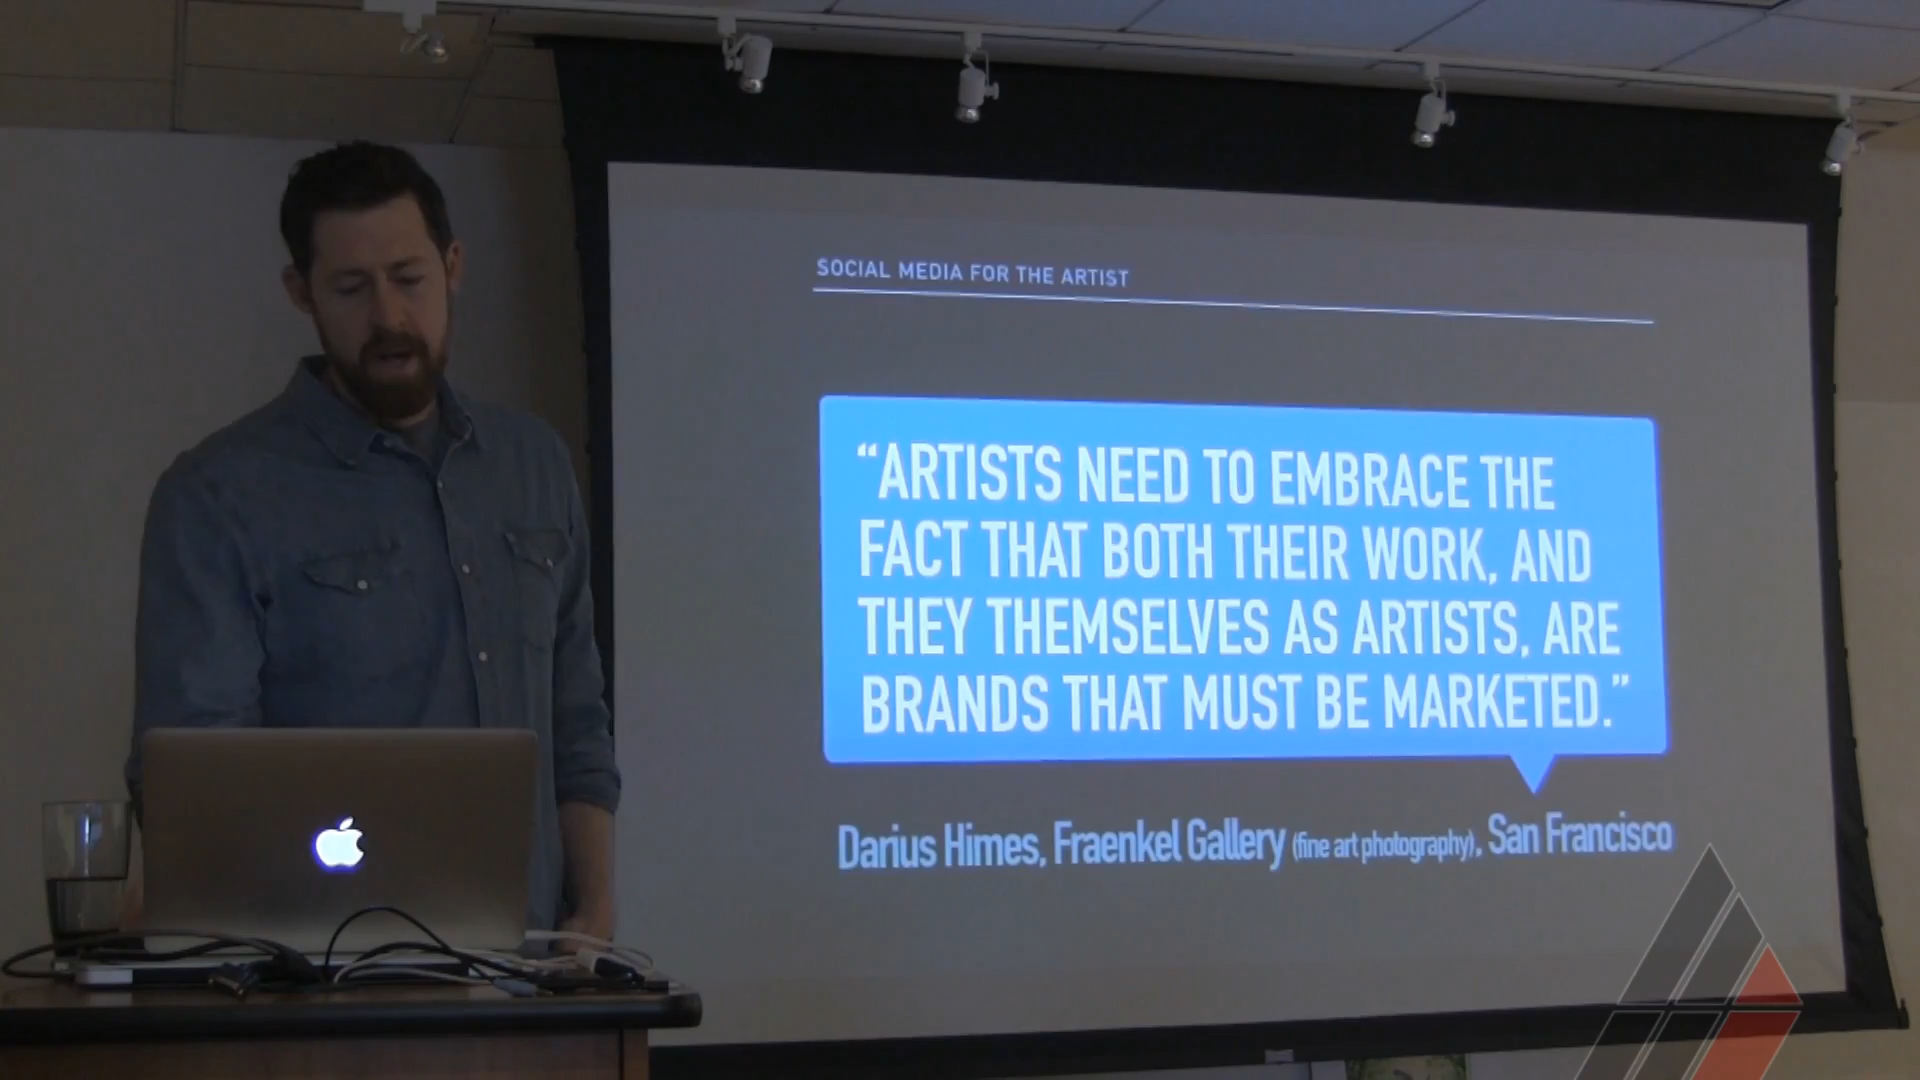 SOCIAL MEDIA FOR THE ARTIST
“ARTISTS NEED TO EMBRACE THE
FACT THAT BOTH THEIR WORK, AND
THEY THEMSELVES AS ARTISTS, ARE
BRANDS THAT MUST BE MARKETED.”
Darius Himes, Fraenkel Gallery (fine art photography), San Francisco